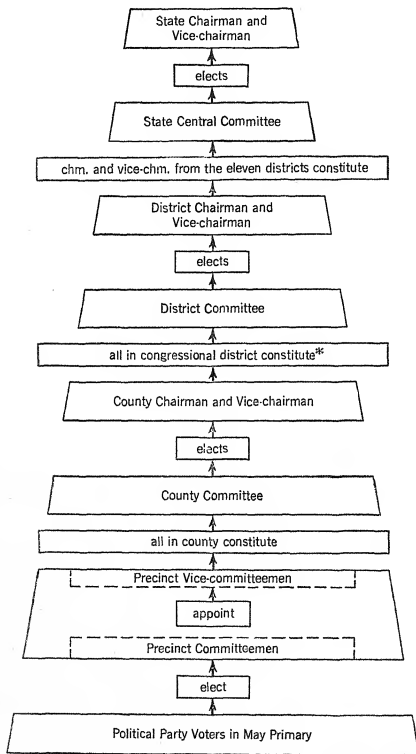 State Chairman and
Vice-chairman
elects
State Central Committee
chm. and vice-chm. from the eleven districts constitute
District Chairman and
Vice-chairman
elects
District Committee
all in congressional district constitute*
County Chairman and Vice-chairman
elects
County Committee
all in county constitute
Precinct Vice-committeemen
appoint
Precinct Committeemen
elect
Political Party Voters in May Primary